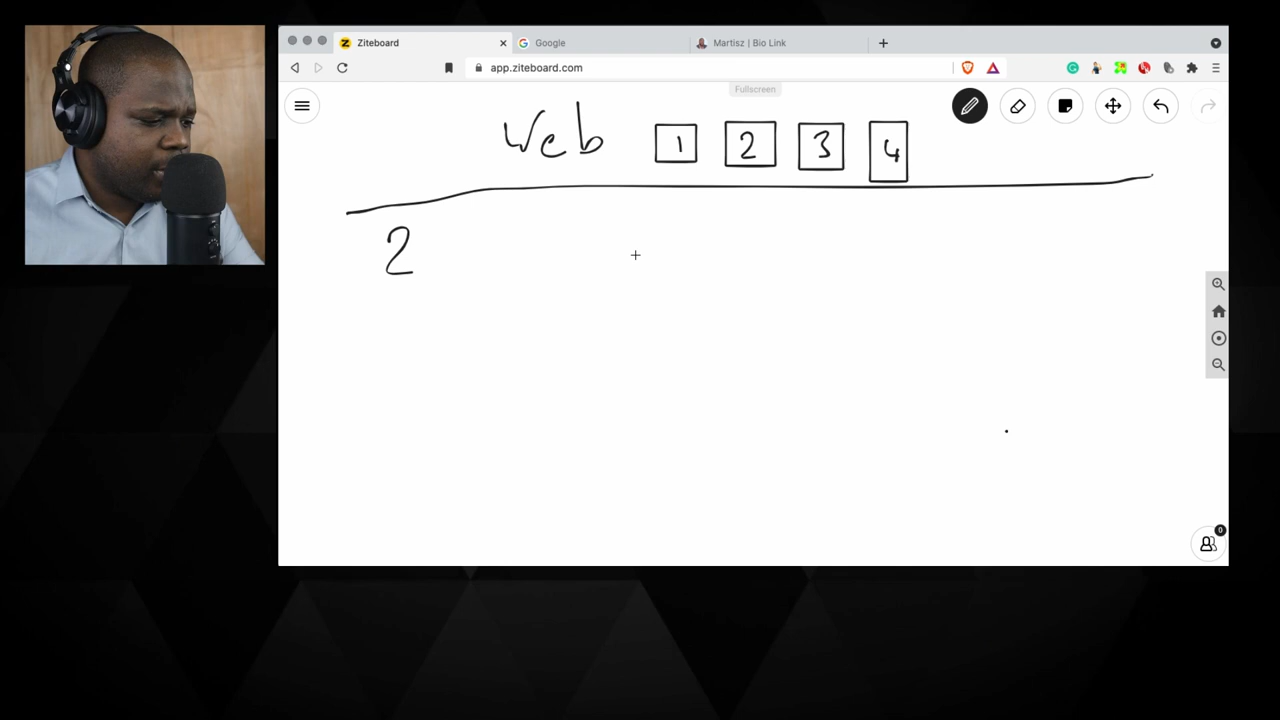 Ziteboard
Google
Martisz | Bio Link
app.ziteboard.com
Fullscreen
Web 1 2 3 4
2
0